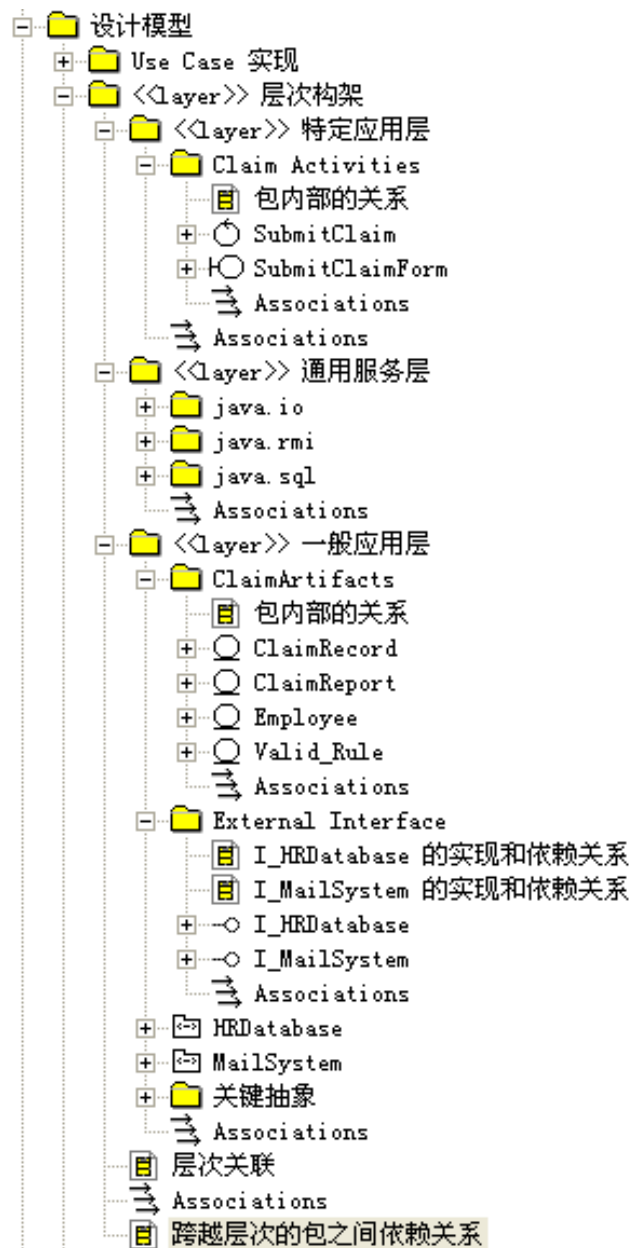 设计模型
Use Case 实现
<<layer>> 层次构架
<<layer>> 特定应用层
Claim Activities
包内部的关系
SubmitClaim
SubmitClaimForm
Associations
Associations
<<layer>> 通用服务层
java.io
java.rmi
java.sql
Associations
<<layer>> 一般应用层
ClaimArtifacts
包内部的关系
ClaimRecord
ClaimReport
Employee
Valid_Rule
Associations
External Interface
I_HRDatabase 的实现和依赖关系
I_MailSystem 的实现和依赖关系
I_HRDatabase
I_MailSystem
Associations
HRDatabase
MailSystem
关键抽象
Associations
层次关联
Associations
跨越层次的包之间依赖关系